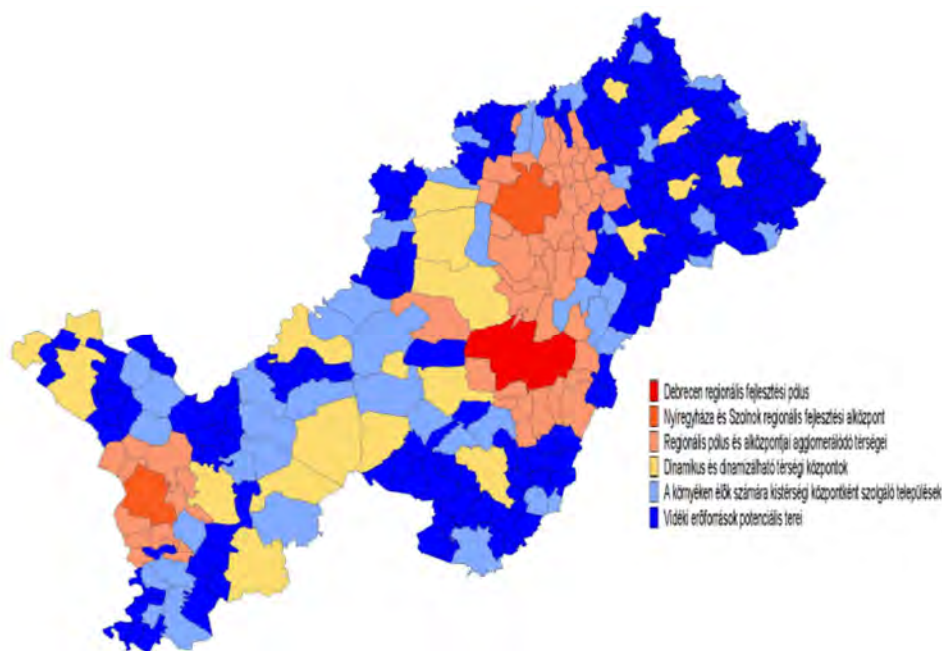 Debrecen regionális fejlesztési pólus
Nyíregyháza és Szolnok regionális fejlesztési alközpont
Regionális pólus és alközpontjai agglomerálódó térségei
Dinamikus és dinamizálható térségi központok
A környéken élők számára kistérségi központként szolgáló települések
Vidéki erőforrások potenciális terei